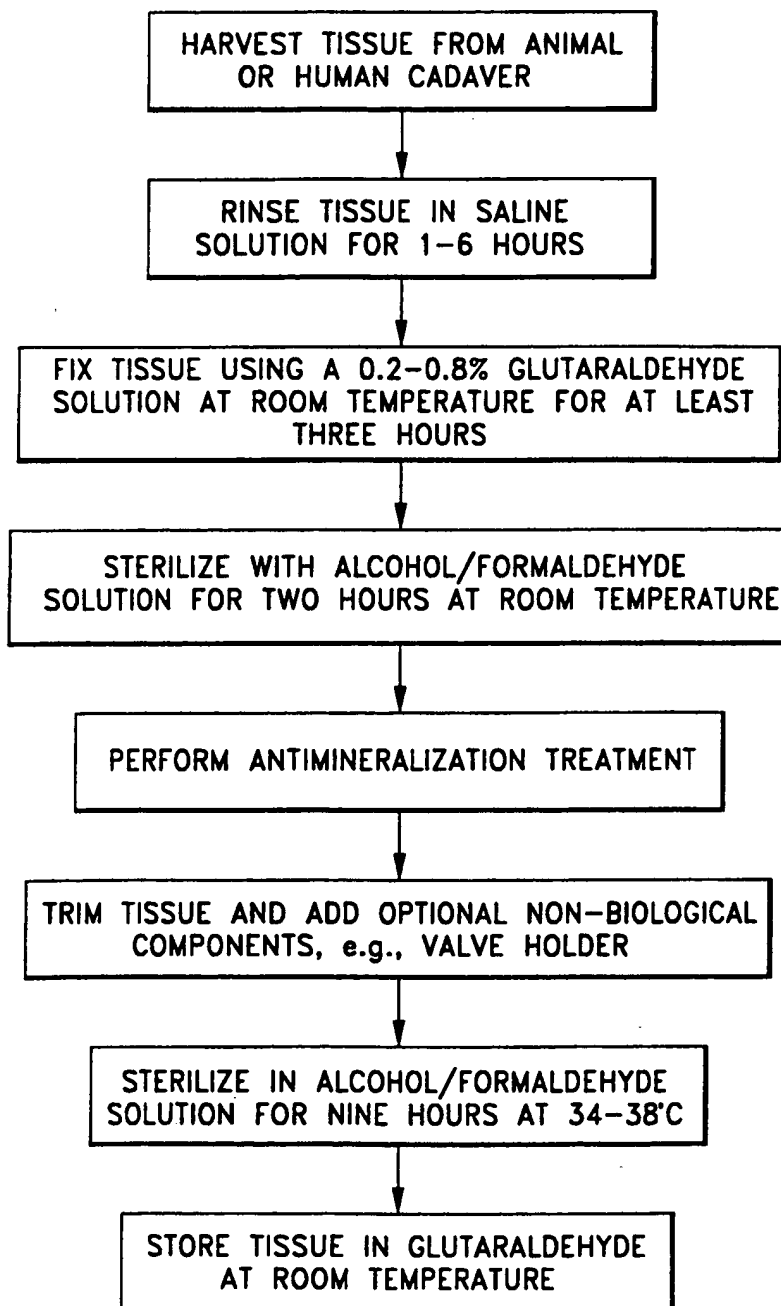 HARVEST TISSUE FROM ANIMAL
OR HUMAN CADAVER
RINSE TISSUE IN SALINE
SOLUTION FOR 1-6 HOURS
FIX TISSUE USING A 0.2-0.8% GLUTARALDEHYDE
SOLUTION AT ROOM TEMPERATURE FOR AT LEAST
THREE HOURS
STERILIZE WITH ALCOHOL/FORMALDEHYDE
SOLUTION FOR TWO HOURS AT ROOM TEMPERATURE
PERFORM ANTIMINERALIZATION TREATMENT
TRIM TISSUE AND ADD OPTIONAL NON-BIOLOGICAL
COMPONENTS, e.g., VALVE HOLDER
STERILIZE IN ALCOHOL/FORMALDEHYDE
SOLUTION FOR NINE HOURS AT 34-38°C
STORE TISSUE IN GLUTARALDEHYDE
AT ROOM TEMPERATURE